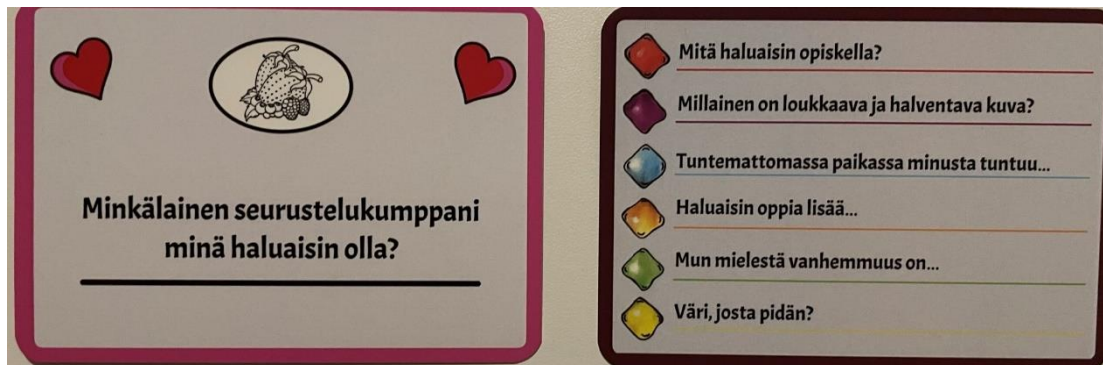 Minkälainen seurustelukumppani
minä haluaisin olla?
Mitä haluaisin opiskella?
Millainen on loukkaava ja halventava kuva?
Tuntemattomassa paikassa minusta tuntuu...
Haluaisin oppia lisää...
Mun mielestä vanhemmuus on...
Väri, josta pidän?